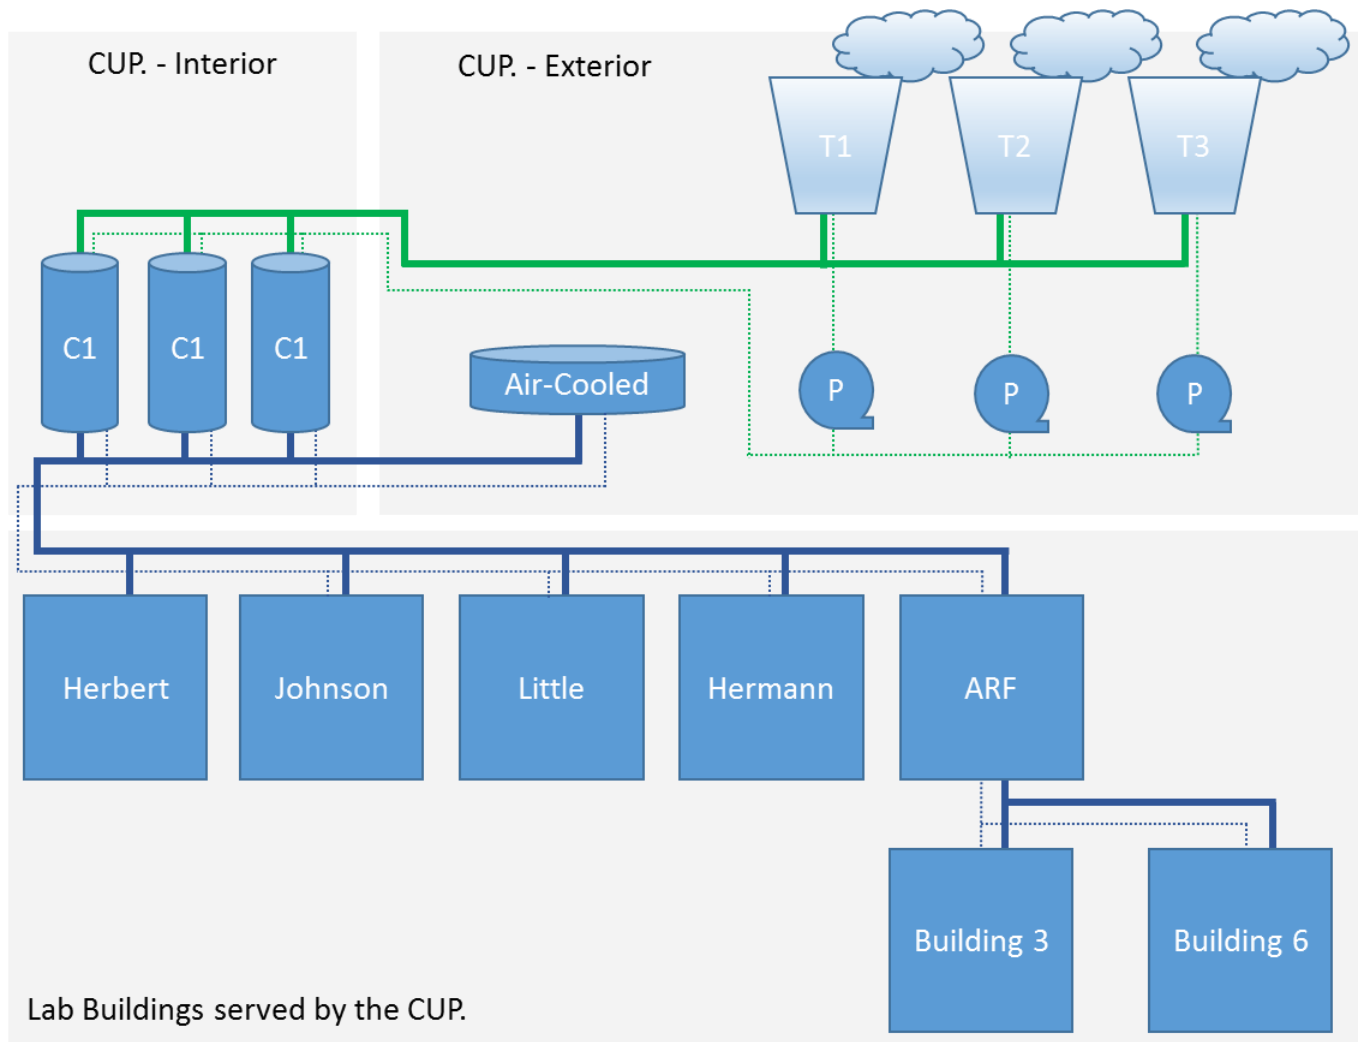 CUP. - Interior
CUP. - Exterior
T1
T2
T3
C1
C1
C1
Air-Cooled
P
P
P
Herbert
Johnson
Little
Hermann
ARF
Building 3
Building 6
Lab Buildings served by the CUP.